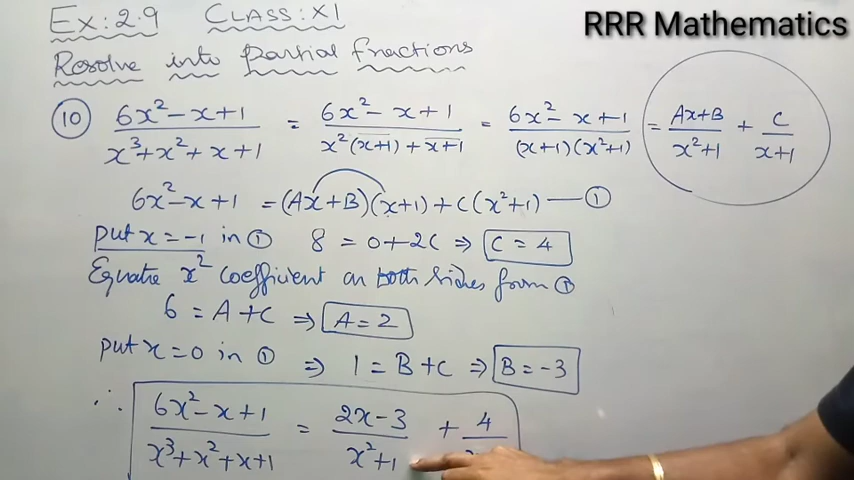 Ex: 2.9 CLASS: XI
RRR Mathematics
Resolve into Partial fractions
10 (6x² - x + 1)/(x³ + x² + x + 1) = (6x² - x + 1)/(x²(x+1) + x+1) = (6x² - x + 1)/((x+1)(x²+1)) = (Ax+B)/(x²+1) + C/(x+1)
6x² - x + 1 = (Ax+B)(x+1) + C(x²+1) — ①
put x = -1 in ① 8 = 0 + 2C ⇒ C = 4
Equate x² coefficient on both sides from ①
6 = A + C ⇒ A = 2
put x = 0 in ① ⇒ 1 = B + C ⇒ B = -3
∴ (6x² - x + 1)/(x³ + x² + x + 1) = (2x - 3)/(x² + 1) + 4/